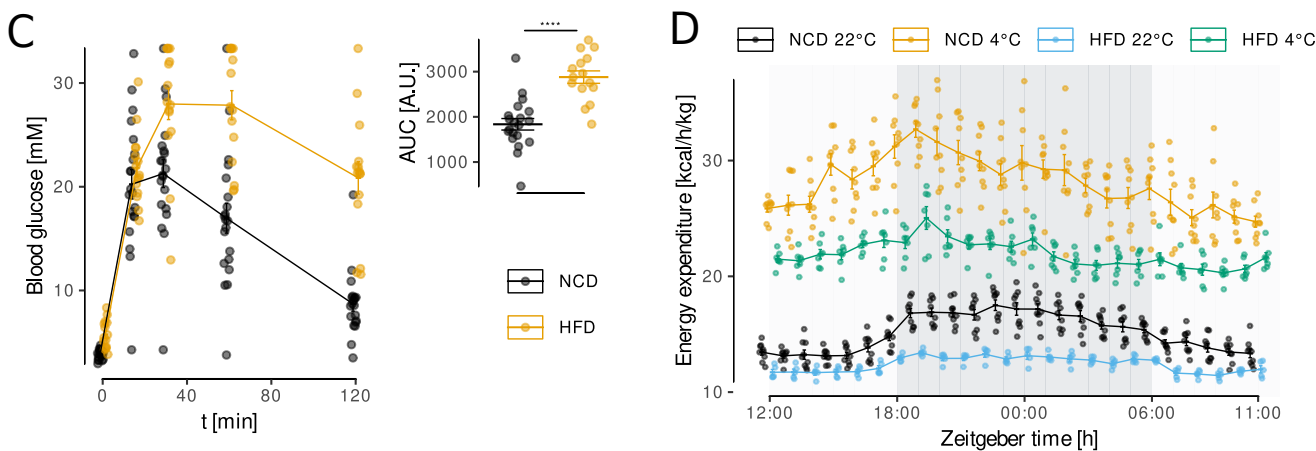 C
Blood glucose [mM]
30
20
10
0 40 80 120
t [min]
****
AUC [A.U.]
3000
2000
1000
NCD
HFD
D
NCD 22°C NCD 4°C HFD 22°C HFD 4°C
Energy expenditure [kcal/h/kg]
30
20
10
12:00 18:00 00:00 06:00 11:00
Zeitgeber time [h]